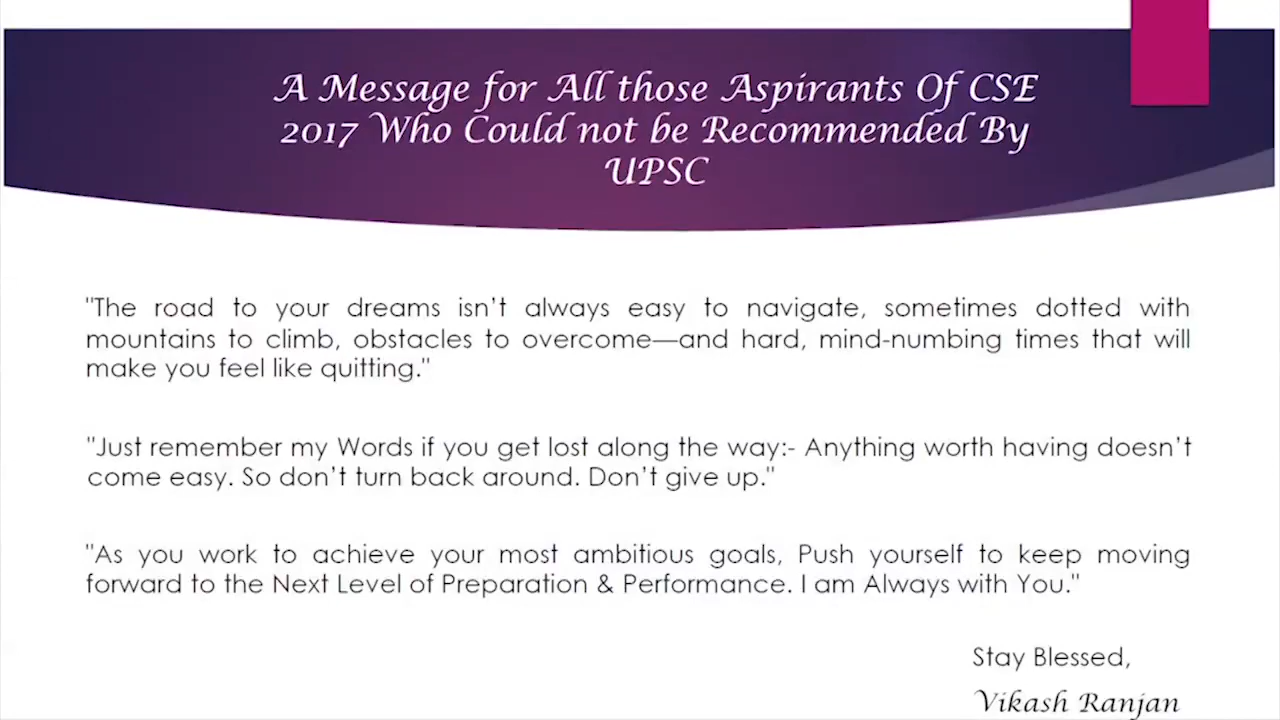 A Message for All those Aspirants Of CSE
2017 Who Could not be Recommended By
UPSC
"The road to your dreams isn’t always easy to navigate, sometimes dotted with
mountains to climb, obstacles to overcome—and hard, mind-numbing times that will
make you feel like quitting."
"Just remember my Words if you get lost along the way:- Anything worth having doesn’t
come easy. So don’t turn back around. Don’t give up."
"As you work to achieve your most ambitious goals, Push yourself to keep moving
forward to the Next Level of Preparation & Performance. I am Always with You."
Stay Blessed,
Vikash Ranjan